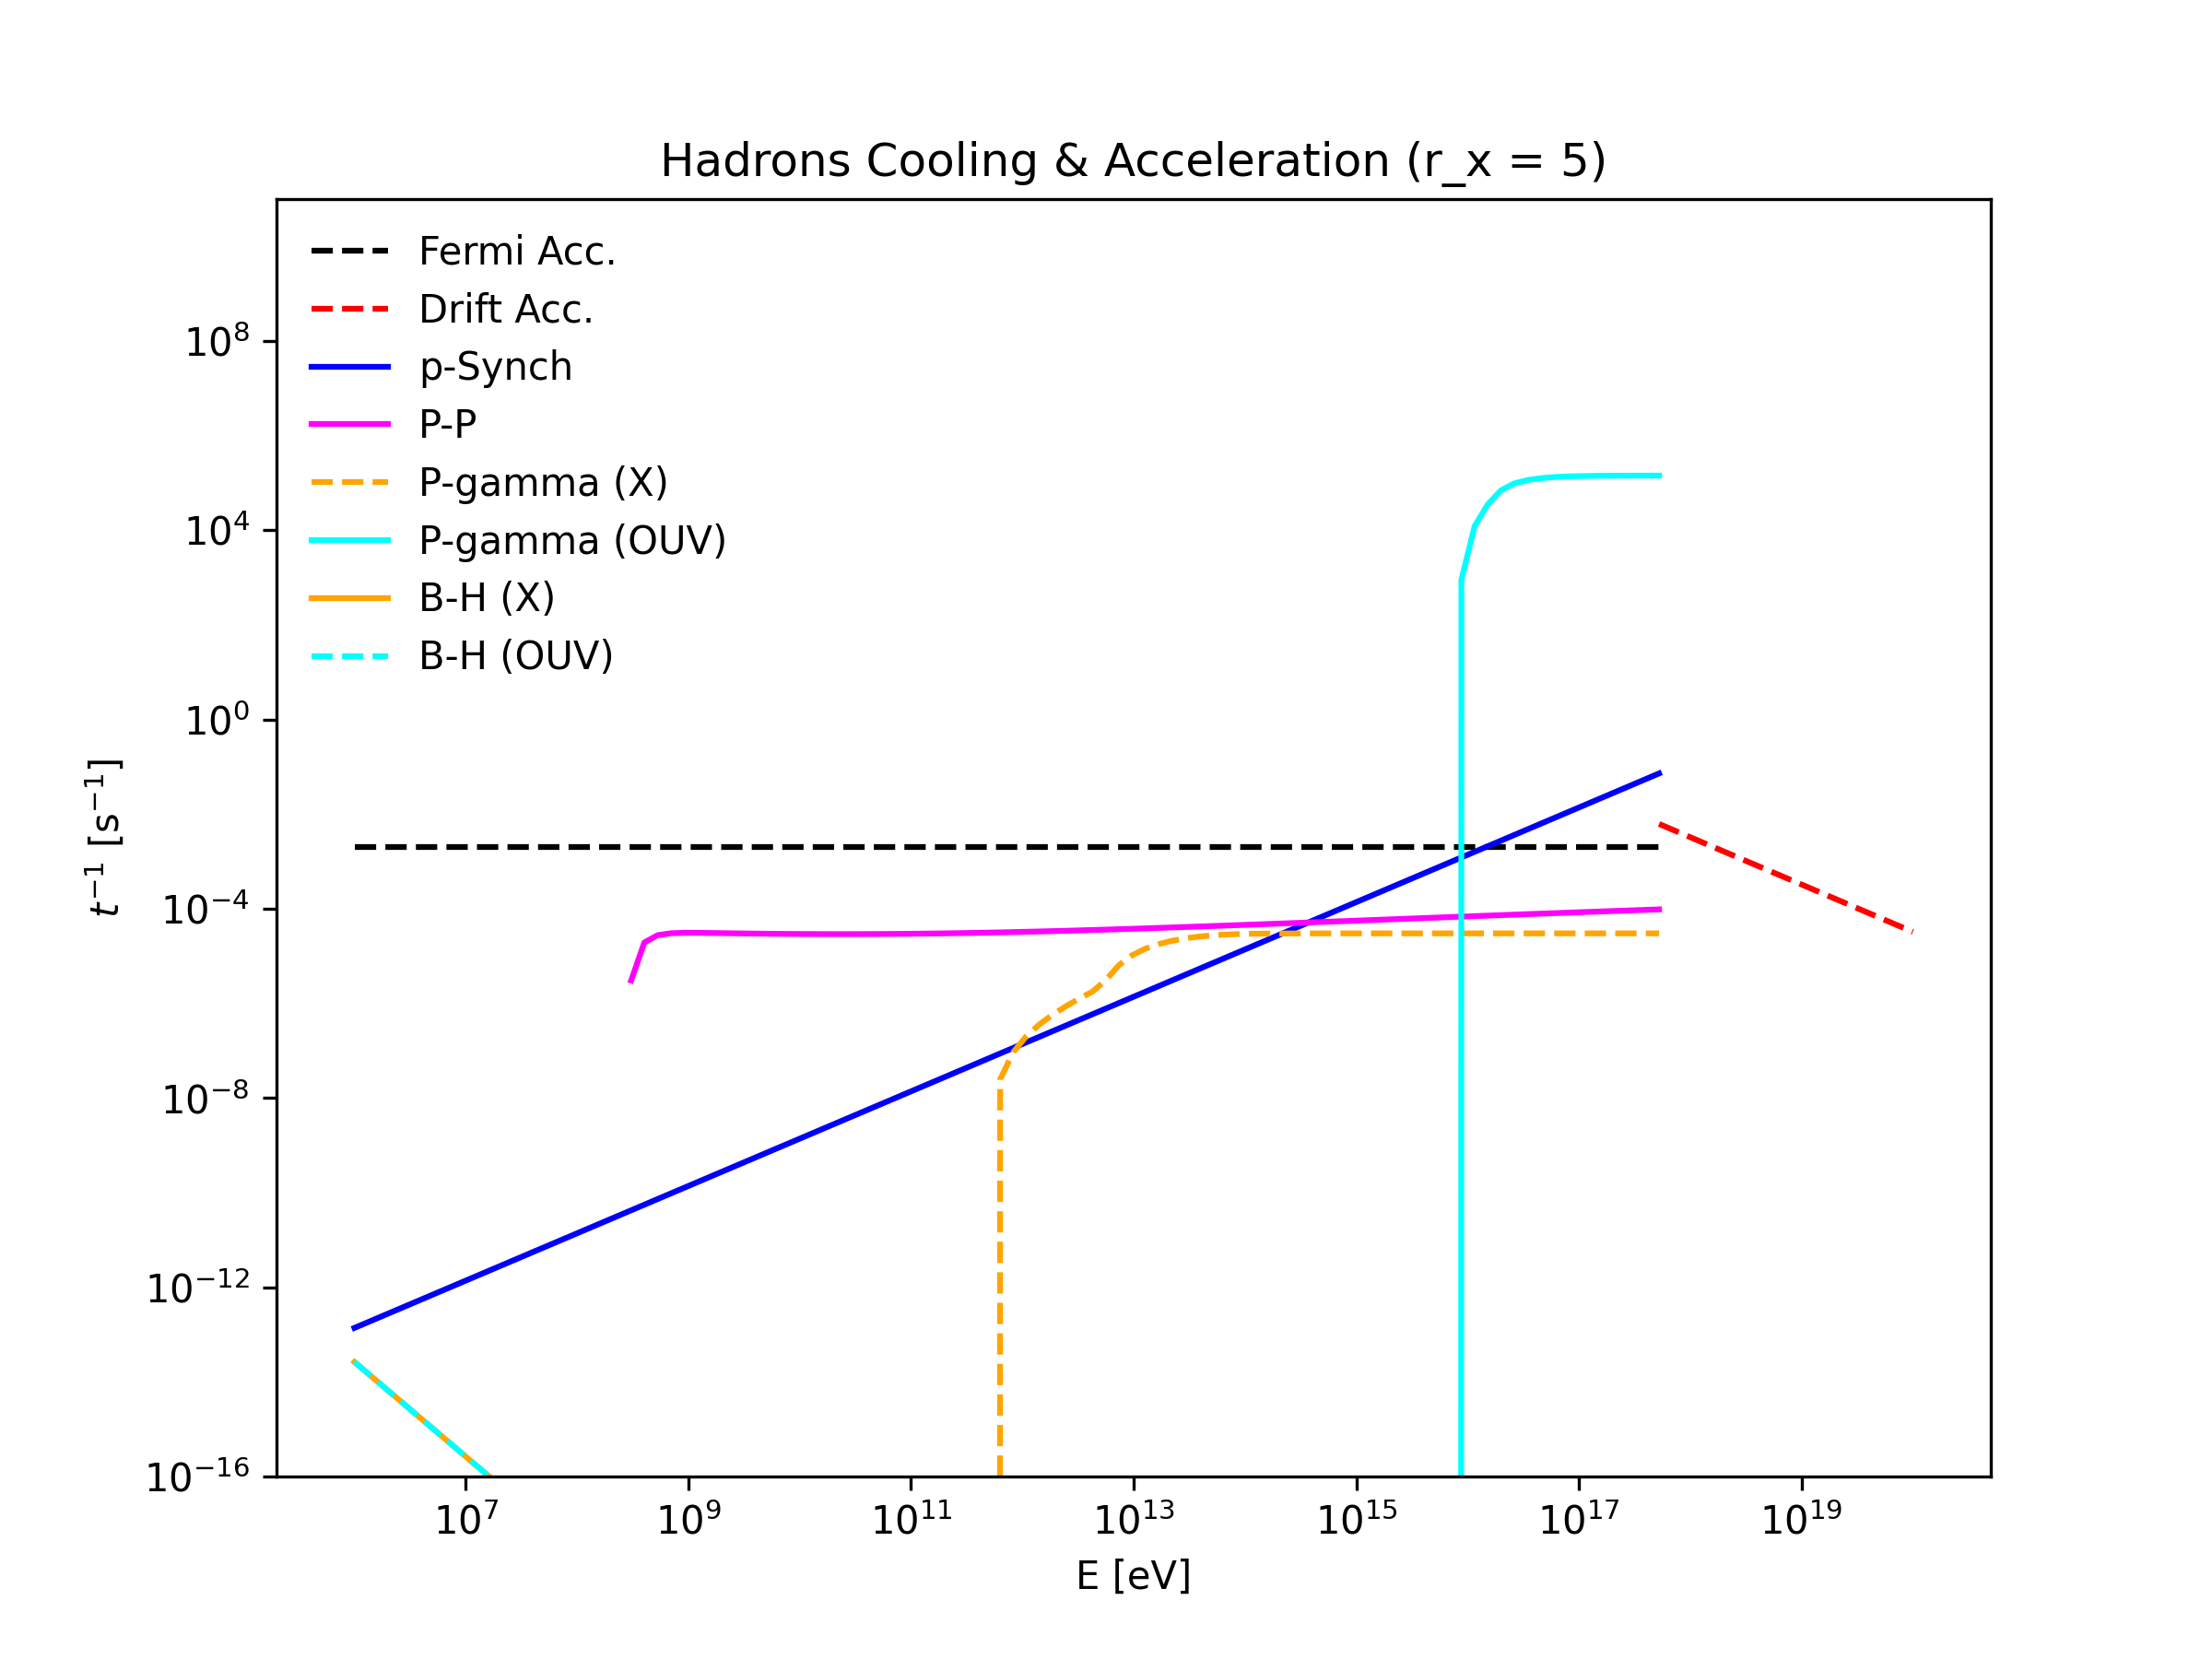 Hadrons Cooling & Acceleration (r_x = 5)
Fermi Acc.
Drift Acc.
p-Synch
P-P
P-gamma (X)
P-gamma (OUV)
B-H (X)
B-H (OUV)
10⁸
10⁴
10⁰
10⁻⁴
10⁻⁸
10⁻¹²
10⁻¹⁶
t⁻¹ [s⁻¹]
10⁷ 10⁹ 10¹¹ 10¹³ 10¹⁵ 10¹⁷ 10¹⁹
E [eV]